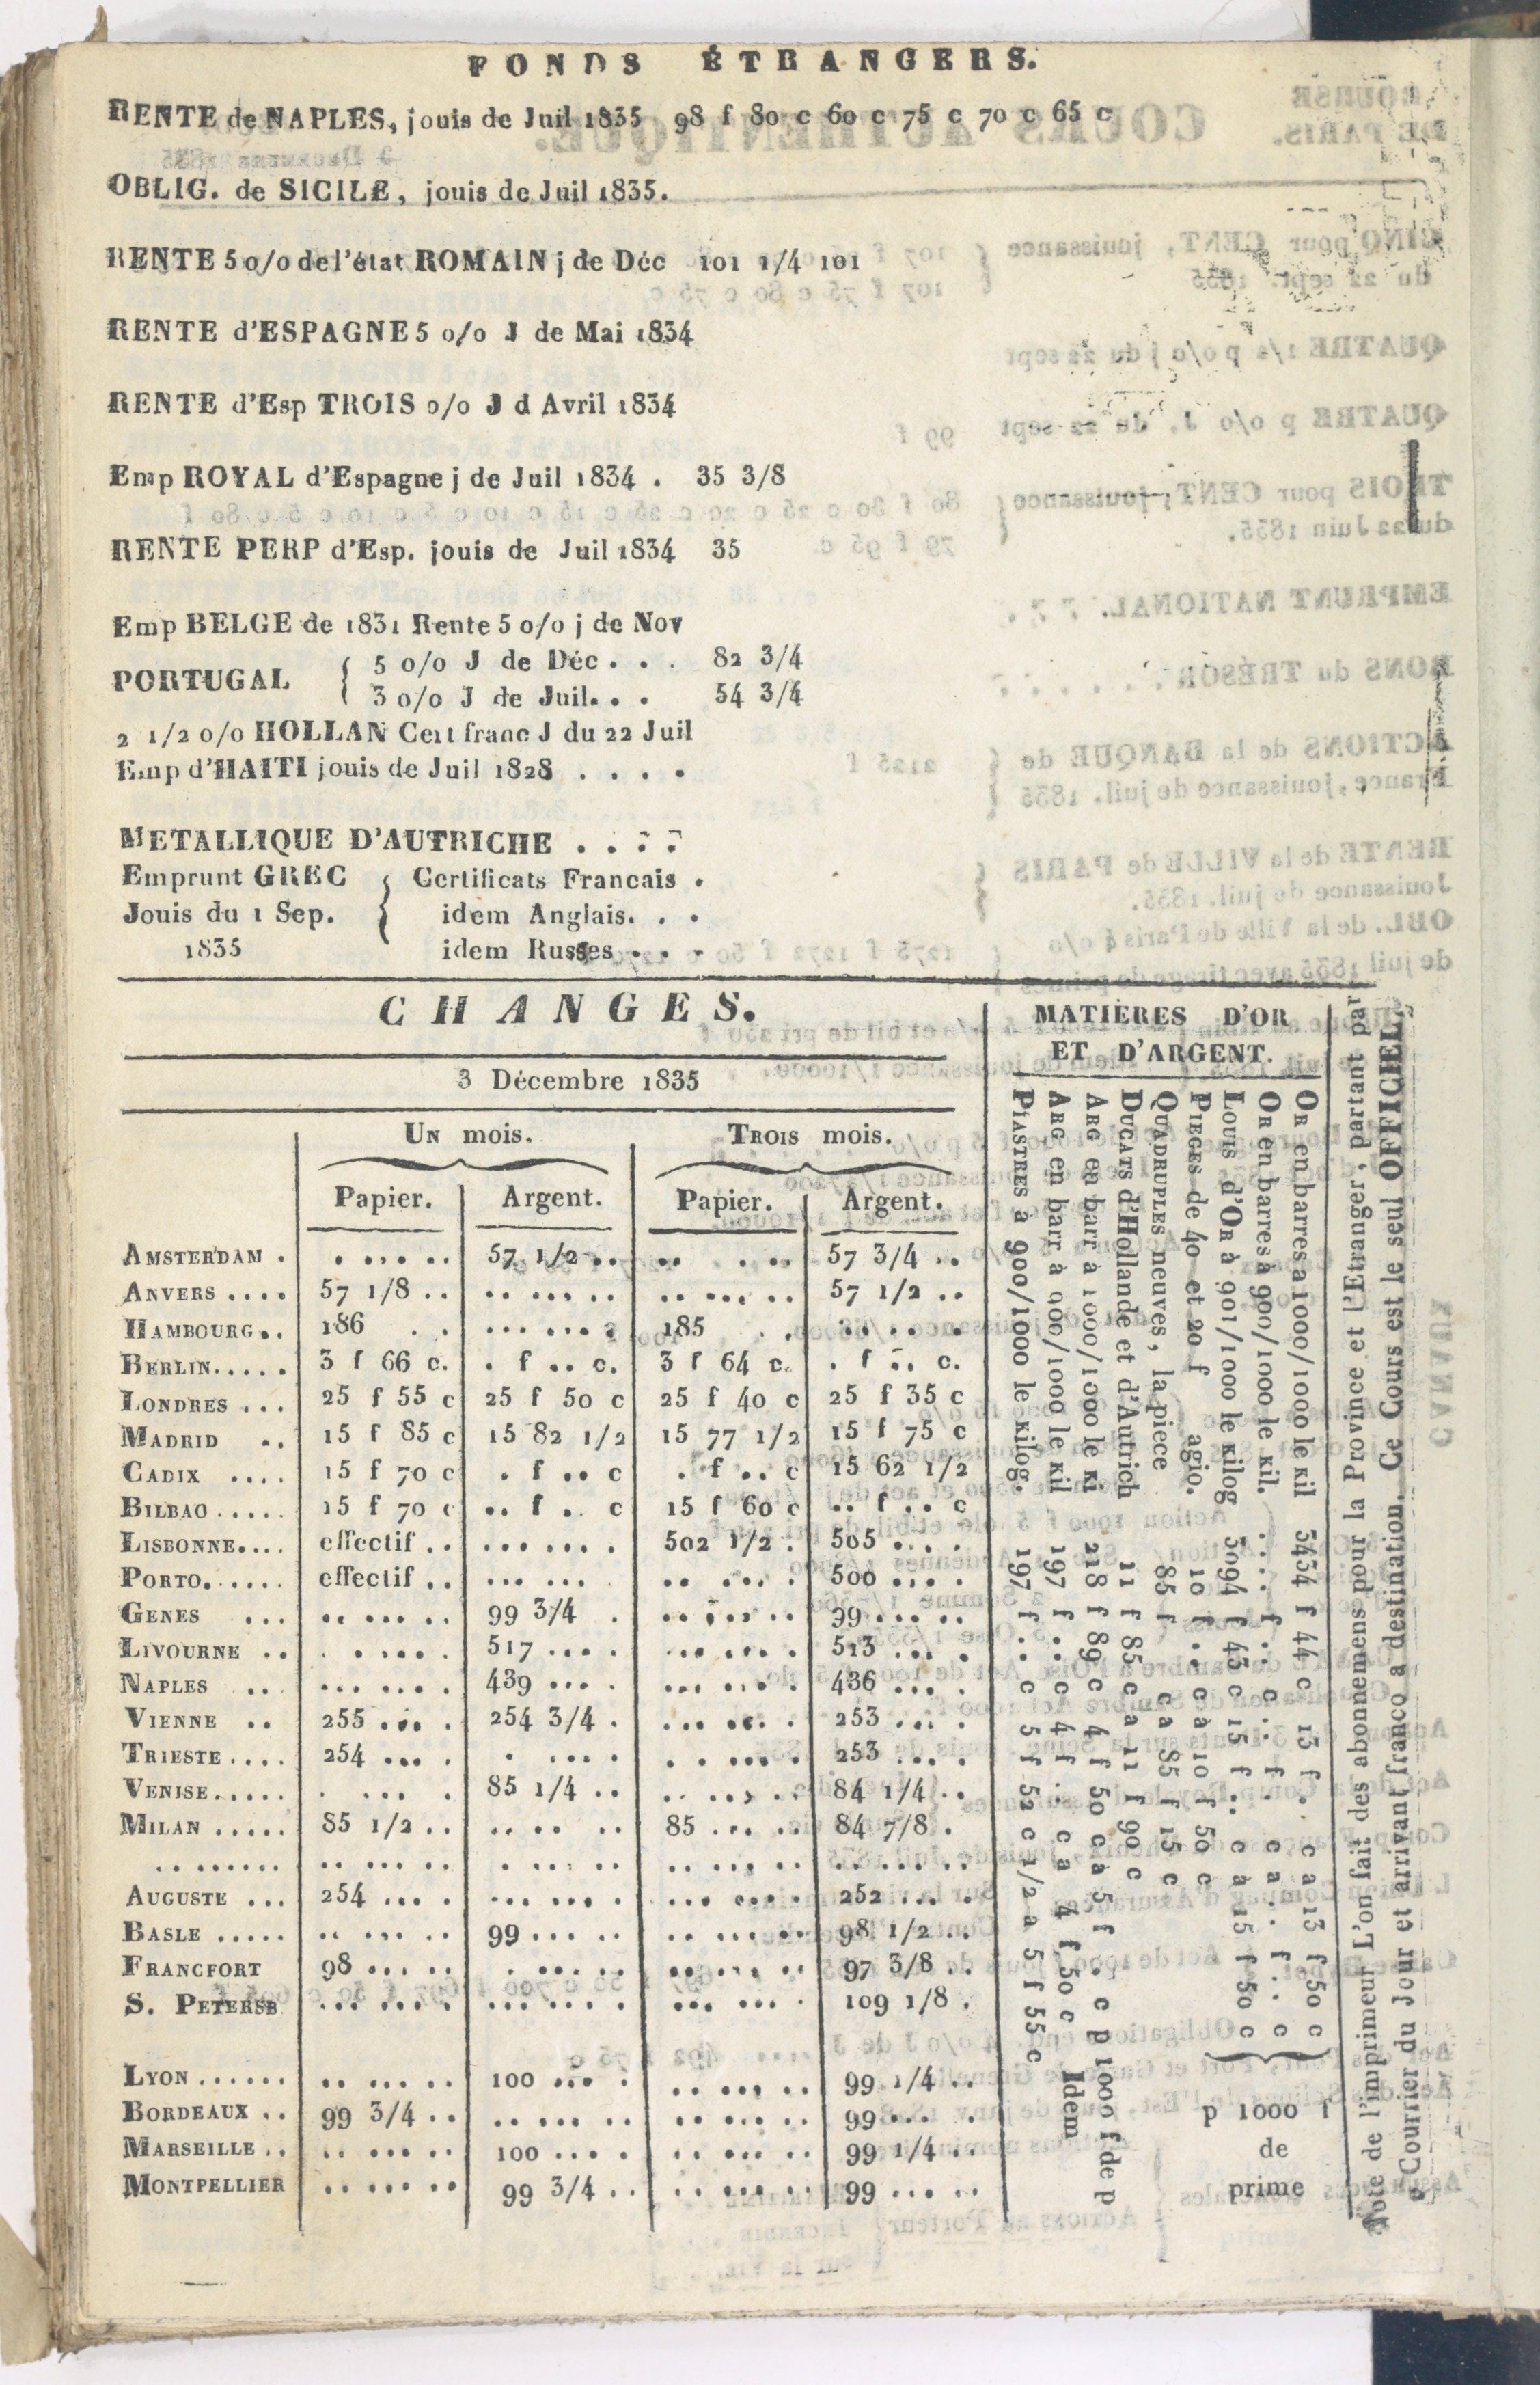 FONDS ÉTRANGERS.
RENTE de NAPLES, jouis de Juil 1835 98 f 80 c 60 c 75 c 70 c 65 c
OBLIG. de SICILE, jouis de Juil 1835.
RENTE 5 o/o de l'état ROMAIN j de Déc 101 1/4 101
RENTE d'ESPAGNE 5 o/o J de Mai 1834
RENTE d'Esp TROIS o/o J d Avril 1834
Emp ROYAL d'Espagne j de Juil 1834 . 35 3/8
RENTE PERP d'Esp. jouis de Juil 1834 35
Emp BELGE de 1831 Rente 5 o/o j de Nov
PORTUGAL { 5 o/o J de Déc . . . 82 3/4
3 o/o J de Juil. . . 54 3/4
2 1/2 o/o HOLLAN Cert franc J du 22 Juil
Emp d'HAITI jouis de Juil 1828 . . . .
METALLIQUE D'AUTRICHE . . . .
Emprunt GREC { Certificats Francais .
Jouis du 1 Sep. idem Anglais. . .
1835 idem Russes . . .
CHANGES.
3 Décembre 1835
UN mois. TROIS mois.
Papier. Argent. Papier. Argent.
AMSTERDAM . . .... .. 57 1/2 .. .. . .. 57 3/4 ..
ANVERS .... 57 1/8 .. .. ... .. .. ... .. 57 1/2 ..
HAMBOURG.. 186 . . ... ... . 185 . . .. .. .
BERLIN..... 3 f 66 c. . f .. c. 3 f 64 c. . f .. c.
LONDRES ... 25 f 55 c 25 f 50 c 25 f 40 c 25 f 35 c
MADRID .. 15 f 85 c 15 82 1/2 15 77 1/2 15 f 75 c
CADIX .... 15 f 70 c . f .. c . f .. c 15 62 1/2
BILBAO ..... 15 f 70 c .. f .. c 15 f 60 c .. f .. c
LISBONNE.... effectif .. ... ... . 502 1/2 . 505 ... .
PORTO...... effectif .. ... ... .. ... . 500 ... .
GENES ... .. ... .. 99 3/4 . .. ... .. 99 ... ..
LIVOURNE .. . . ... . 517 ... . ... ... . 513 ... .
NAPLES .. ... ... . 439 ... . ... ... . 436 ... .
VIENNE .. 255 ... . 254 3/4 . ... ... . 253 ... .
TRIESTE .... 254 ... . . ... . . . ... . 253 ... .
VENISE..... . ... . 85 1/4 .. .. ... . 84 1/4 ..
MILAN ..... 85 1/2 .. .. .. .. 85 ... .. 84 7/8 .
........ .. ... .. . ... .. .. ... .. .. ... ..
AUGUSTE ... 254 ... . ... ... . ... ... . 252 ... .
BASLE ..... .. ... .. 99 ... .. .. ... .. 98 1/2 ..
FRANCFORT 98 ... .. . ... .. .. ... .. 97 3/8 ..
S. PETERSB ... ... . ... ... . ... ... . 109 1/8 .
LYON ...... .. ... .. 100 ... . .. ... .. 99 1/4 ..
BORDEAUX .. 99 3/4 .. .. ... .. .. ... .. 99 ... .
MARSEILLE .. .. ... .. 100 ... . .. ... .. 99 1/4 ..
MONTPELLIER .. ... .. 99 3/4 .. .. ... .. 99 ... ..
MATIÈRES D'OR
ET D'ARGENT.
OR en barres a 1000/1000 le kil 3434 f 44 c 13 f . c a 13 f 50 c
OR en barres à 900/1000 le kil. .... f .. c .. f . c a .. f .. c
LOUIS d'OR à 901/1000 le kilog 3094 f 45 c 15 f .. c à 15 f 50 c
p 1000 f
de
prime
PIECES de 40 et 20 f agio. 10 f .. c à 10 f 50 c
QUADRUPLES neuves, la piece 85 f c a 85 f 15 c
DUCATS d'Hollande et d'Autrich 11 f 85 c a 11 f 90 c
ARG en barr à 1000/1000 le ki 218 f 89 c 4 f 50 c a 5 f . c p 1000 f de p
ARG en barr à 900/1000 le kil 197 f .. c 4 f . c a 4 f 50 c Idem
PIASTRES à 900/1000 le kilog. 197 f .. c 5 f 52 c 1/2 a 5 f 55 c
Note de l'imprimeur L'on fait des abonnemens pour la Province et l'Etranger, partant par
e Courrier du Jour et arrivant franco a destination. Ce Cours est le seul OFFICIEL.